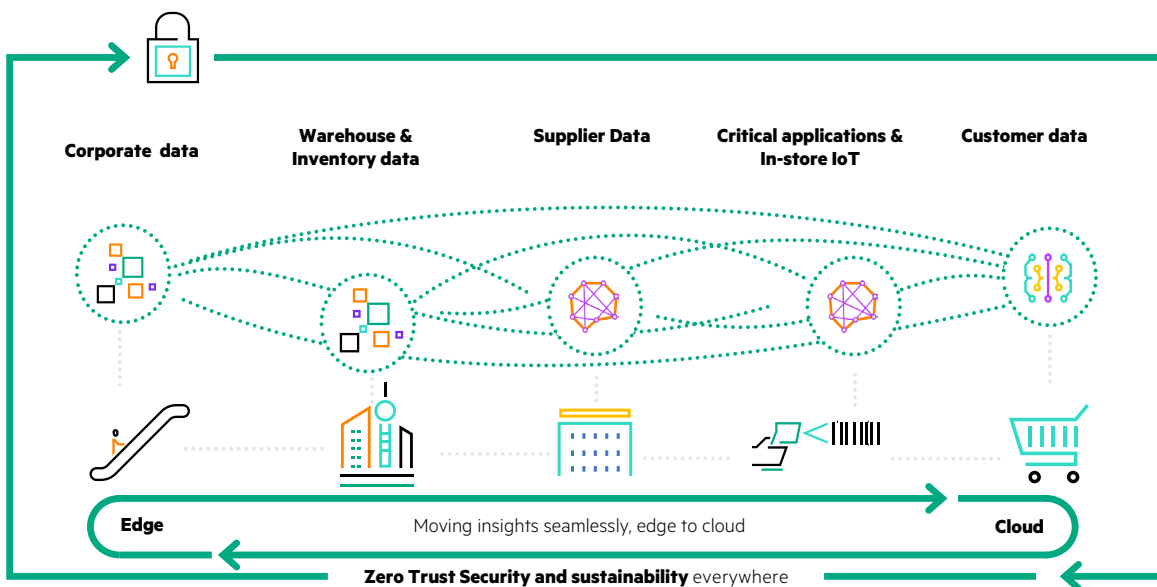 Corporate data
Warehouse &
Inventory data
Supplier Data
Critical applications &
In-store IoT
Customer data
Edge
Moving insights seamlessly, edge to cloud
Cloud
Zero Trust Security and sustainability everywhere